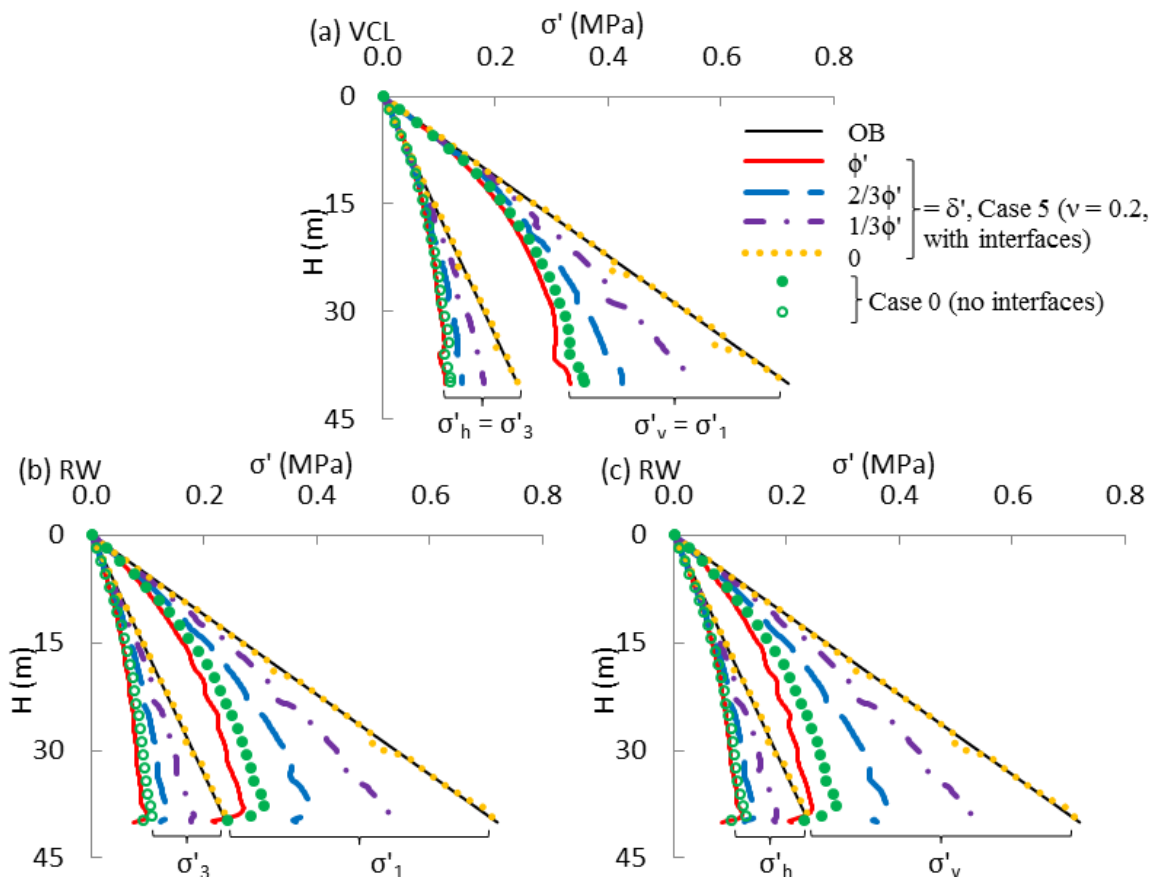 (a) VCL
σ' (MPa)
0.0 0.2 0.4 0.6 0.8
0
15
30
45
H (m)
OB
ϕ'
2/3ϕ'
1/3ϕ'
0
= δ', Case 5 (ν = 0.2,
with interfaces)
Case 0 (no interfaces)
σ'h = σ'3
σ'v = σ'1
(b) RW
σ' (MPa)
0.0 0.2 0.4 0.6 0.8
0
15
30
45
H (m)
σ'3
σ'1
(c) RW
σ' (MPa)
0.0 0.2 0.4 0.6 0.8
0
15
30
45
H (m)
σ'h
σ'v